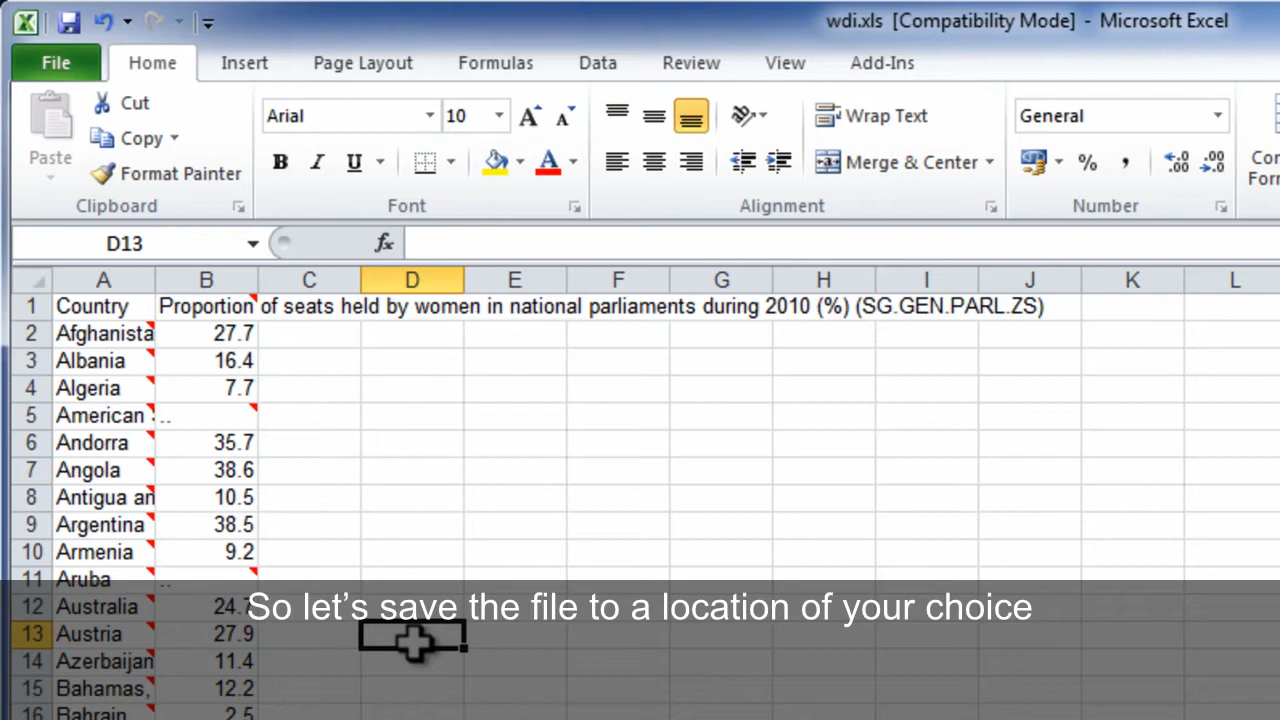 wdi.xls [Compatibility Mode] - Microsoft Excel
File Home Insert Page Layout Formulas Data Review View Add-Ins
Cut
Copy
Format Painter
Paste
Arial 10
B I U A
Wrap Text
Merge & Center
General
% , .00
Clipboard Font Alignment Number
D13 fx
A B C D E F G H I J K L
1 Country Proportion of seats held by women in national parliaments during 2010 (%) (SG.GEN.PARL.ZS)
2 Afghanista 27.7
3 Albania 16.4
4 Algeria 7.7
5 American ..
6 Andorra 35.7
7 Angola 38.6
8 Antigua an 10.5
9 Argentina 38.5
10 Armenia 9.2
11 Aruba ..
12 Australia 24.7
So let’s save the file to a location of your choice
13 Austria 27.9
14 Azerbaijan 11.4
15 Bahamas, 12.2
16 Bahrain 2.5